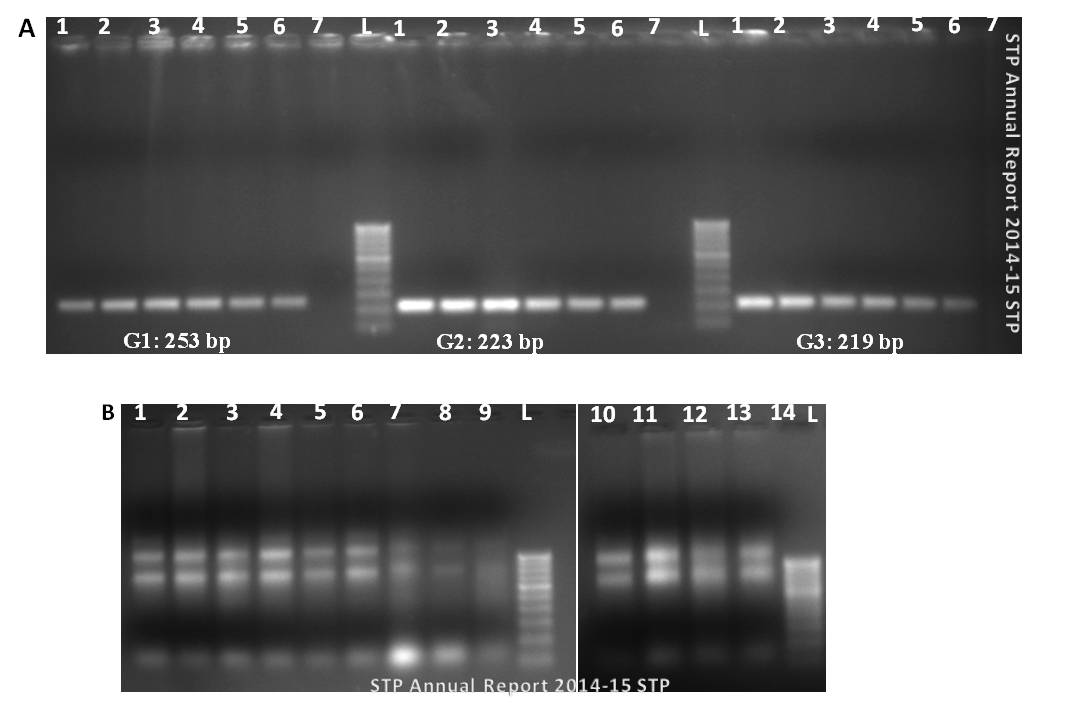 A
1 2 3 4 5 6 7 L 1 2 3 4 5 6 7 L 1 2 3 4 5 6 7
STP Annual Report 2014-15 STP
G1: 253 bp G2: 223 bp G3: 219 bp
B
1 2 3 4 5 6 7 8 9 L 10 11 12 13 14 L
STP Annual Report 2014-15 STP